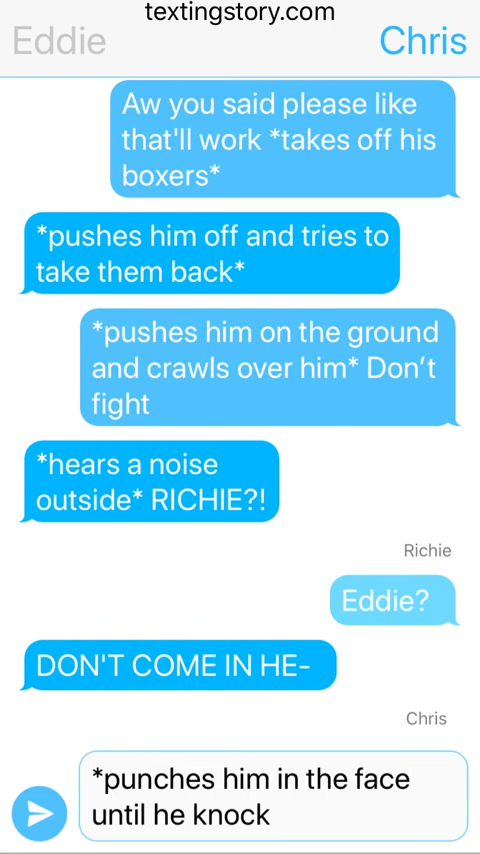 textingstory.com
Eddie
Chris
Aw you said please like
that'll work *takes off his
boxers*
*pushes him off and tries to
take them back*
*pushes him on the ground
and crawls over him* Don’t
fight
*hears a noise
outside* RICHIE?!
Richie
Eddie?
DON'T COME IN HE-
Chris
*punches him in the face
until he knock